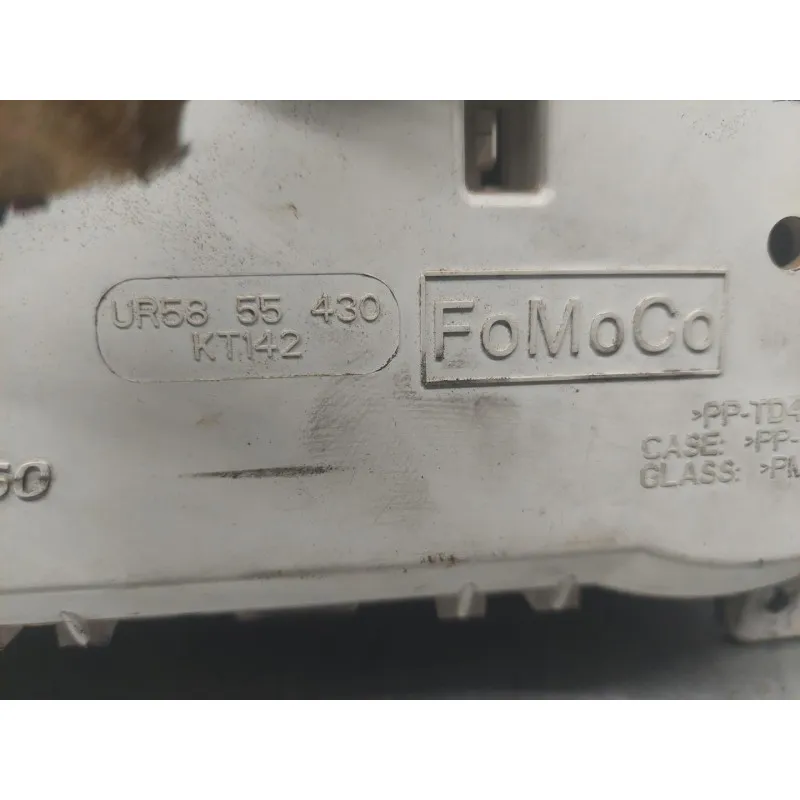 UR58 55 430
KT142
FoMoCo
>PP-TD4
CASE: >PP-
GLASS: >PM